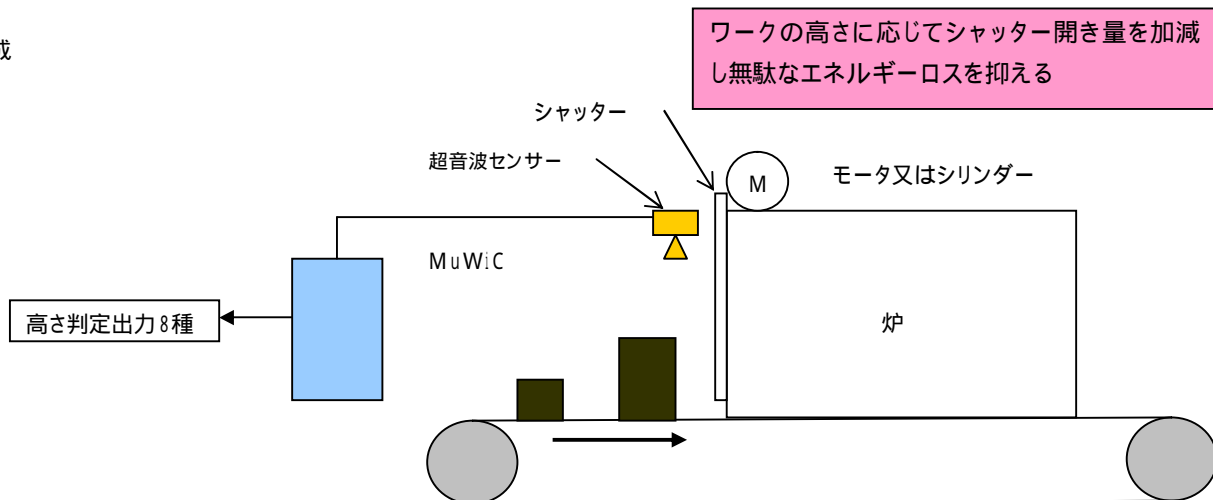 成
ワークの高さに応じてシャッター開き量を加減
し無駄なエネルギーロスを抑える
シャッター
超音波センサー
M
モータ又はシリンダー
MuWiC
高さ判定出力8種
炉